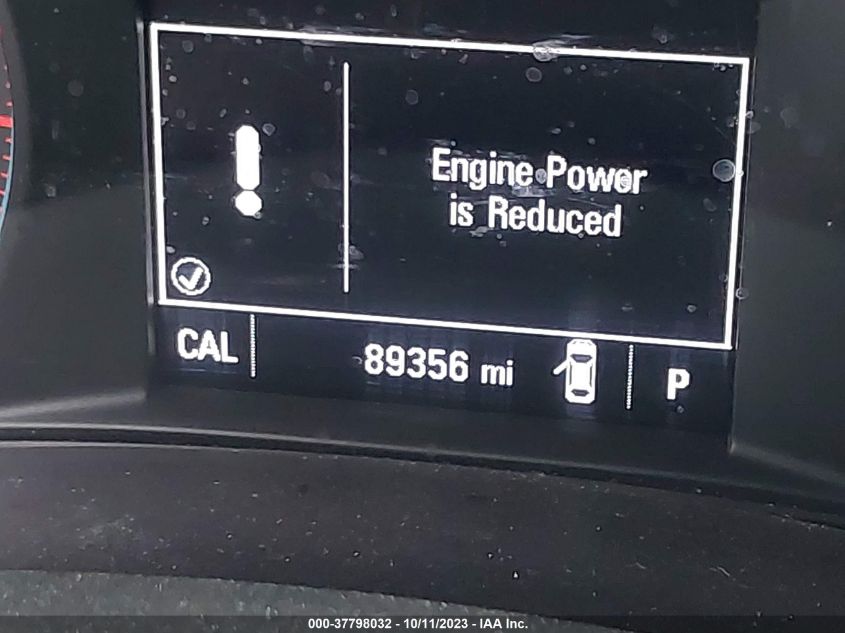 Engine Power
is Reduced
CAL
89356 mi
P
000-37798032 - 10/11/2023 - IAA Inc.